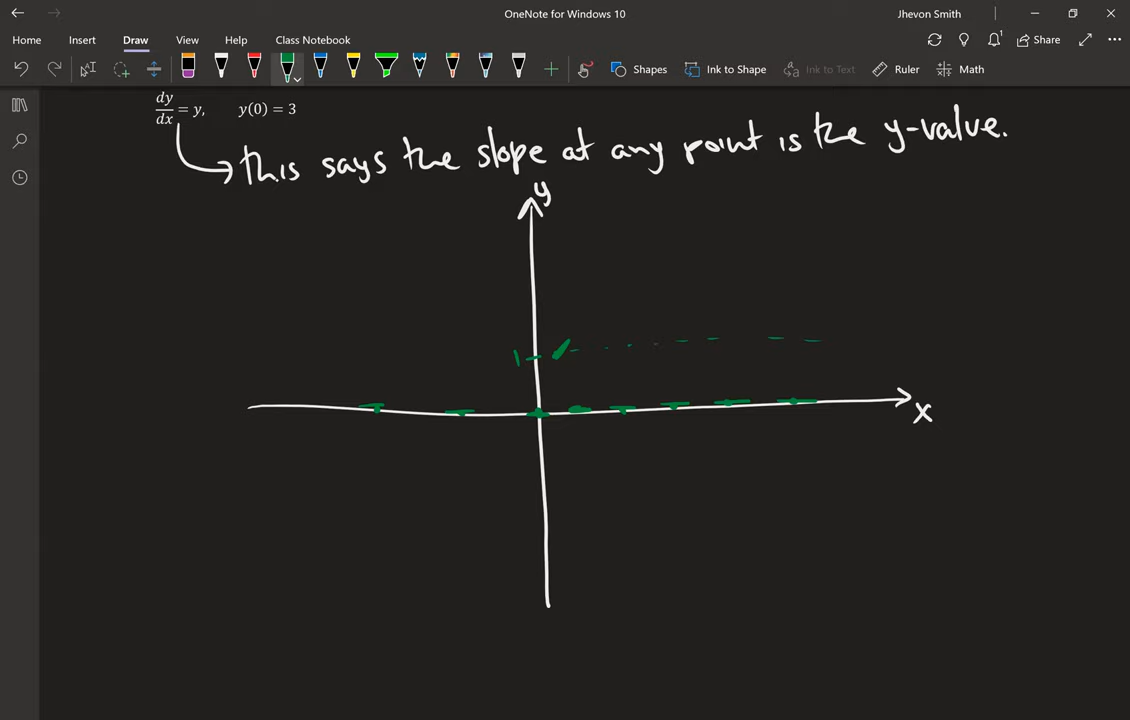 OneNote for Windows 10
Jhevon Smith
Home Insert Draw View Help Class Notebook
1
Share
Shapes Ink to Shape Ink to Text Ruler Math
dy/dx = y, y(0) = 3
this says the slope at any point is the y-value.
y
1
x